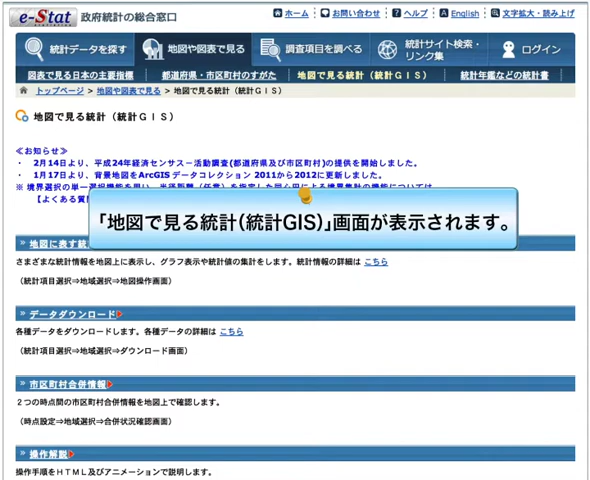 e-Stat 政府統計の総合窓口
ホーム お問い合わせ ヘルプ English 文字拡大・読み上げ
統計データを探す 地図や図表で見る 調査項目を調べる 統計サイト検索・リンク集 ログイン
図表で見る日本の主要指標 都道府県・市区町村のすがた 地図で見る統計（統計ＧＩＳ） 統計年鑑などの統計書
トップページ > 地図や図表で見る > 地図で見る統計（統計ＧＩＳ）
地図で見る統計（統計ＧＩＳ）
≪お知らせ≫
・ 2月14日より、平成24年経済センサス－活動調査(都道府県及び市区町村)の提供を開始しました。
・ 1月17日より、背景地図をArcGIS データコレクション 2011から2012に更新しました。
【よくある質
「地図で見る統計(統計GIS)」画面が表示されます。
» 地図に表す統
さまざまな統計情報を地図上に表示し、グラフ表示や統計値の集計をします。統計情報の詳細は こちら
（統計項目選択⇒地域選択⇒地図操作画面）
» データダウンロード
各種データをダウンロードします。各種データの詳細は こちら
（統計項目選択⇒地域選択⇒ダウンロード画面）
» 市区町村合併情報
２つの時点間の市区町村合併情報を地図上で確認します。
（時点設定⇒地域選択⇒合併状況確認画面）
» 操作解説
操作手順をＨＴＭＬ及びアニメーションで説明します。